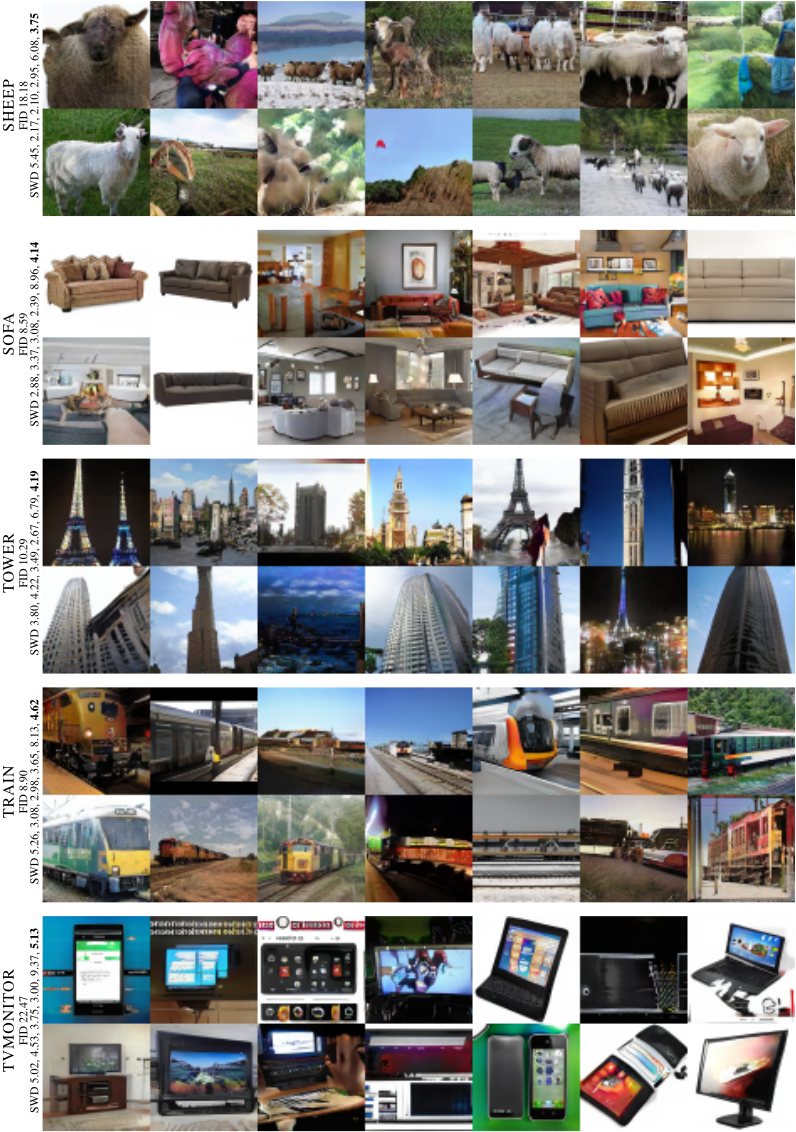 SHEEP
FID 18.18
SWD 5.45, 2.17, 2.10, 2.95, 6.08, 3.75
SOFA
FID 8.59
SWD 2.88, 3.37, 3.08, 2.39, 8.96, 4.14
TOWER
FID 10.29
SWD 3.80, 4.22, 3.49, 2.67, 6.79, 4.19
TRAIN
FID 8.90
SWD 5.26, 3.08, 2.98, 3.65, 8.13, 4.62
TVMONITOR
FID 22.47
SWD 5.02, 4.53, 3.75, 3.00, 9.37, 5.13